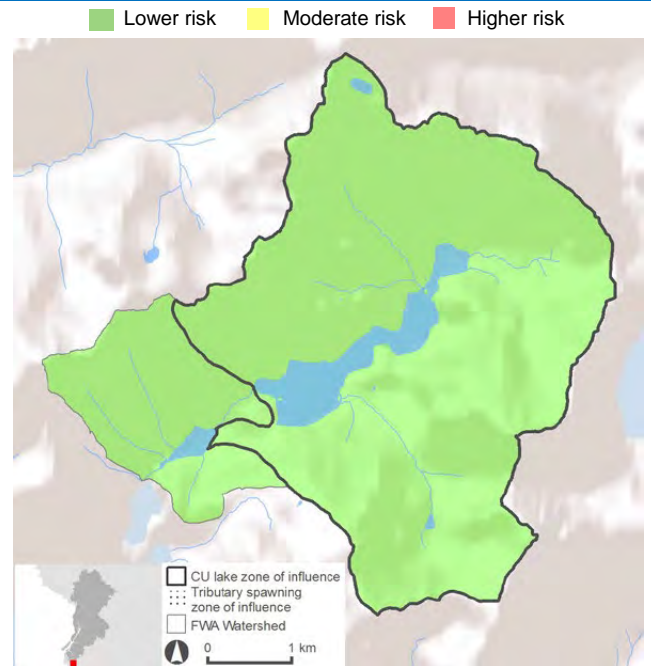 Lower risk Moderate risk Higher risk
CU lake zone of influence
Tributary spawning
zone of influence
FWA Watershed
0 1 km